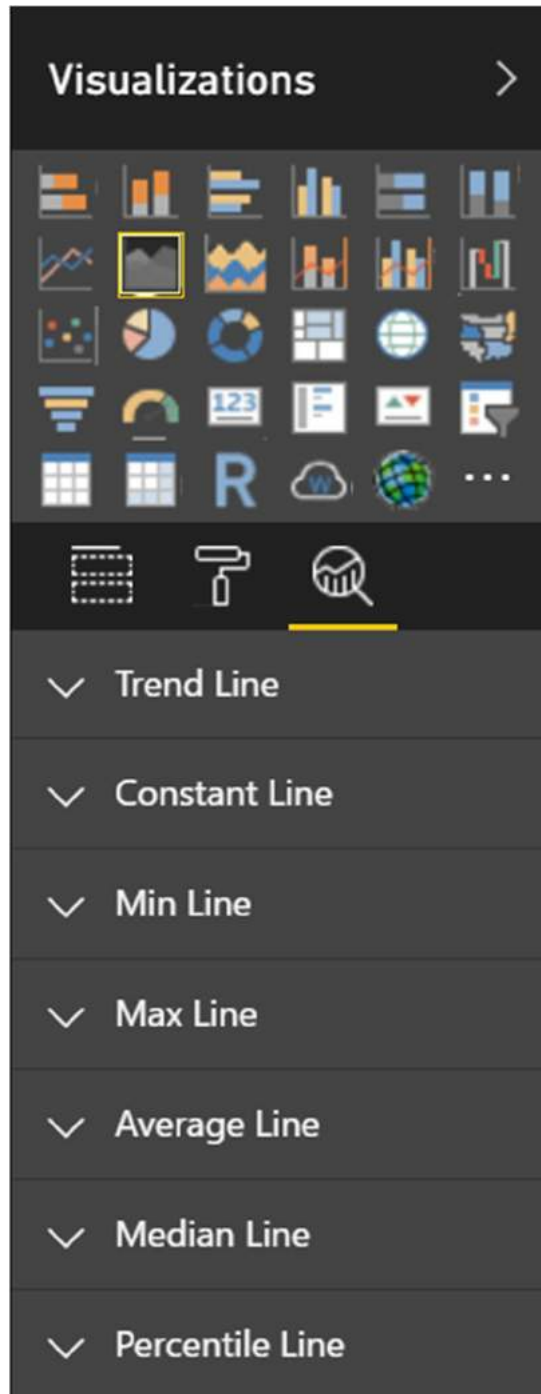 Visualizations
123
R
W
Trend Line
Constant Line
Min Line
Max Line
Average Line
Median Line
Percentile Line